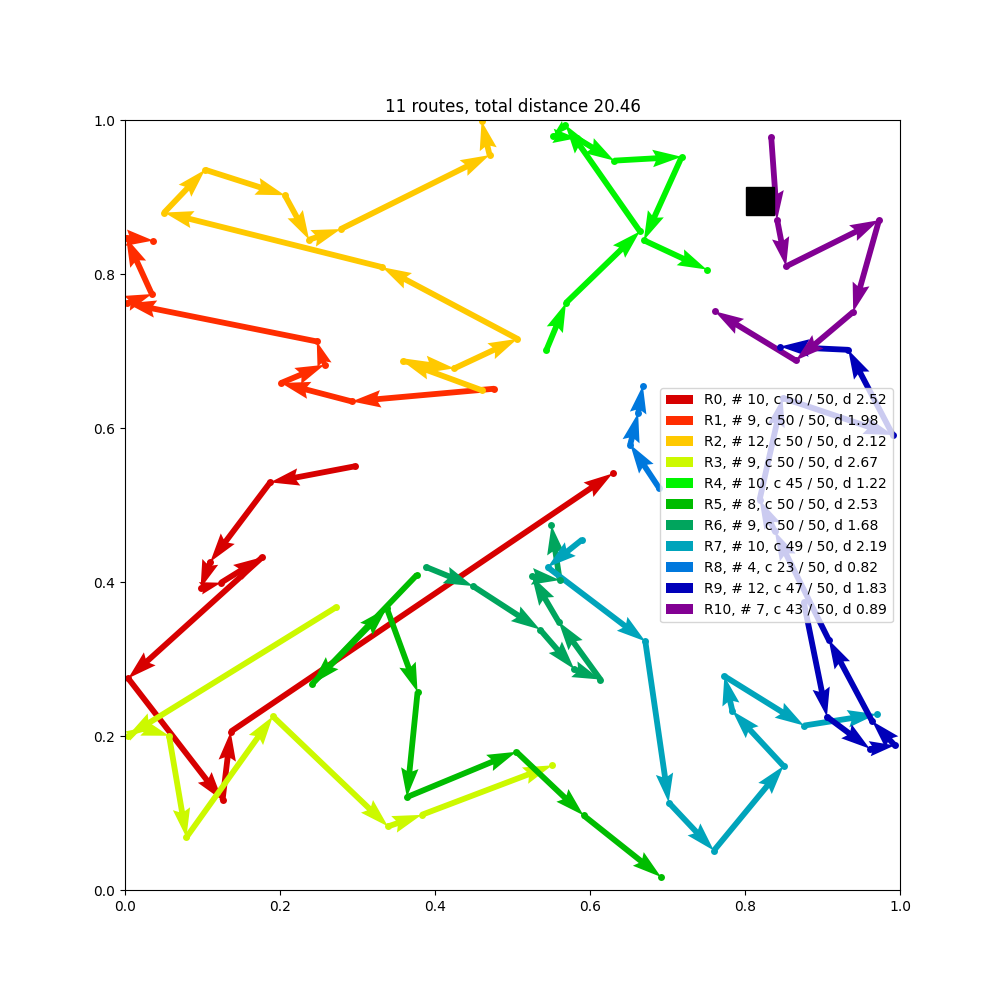 11 routes, total distance 20.46
1.0
0.8
0.6
0.4
0.2
0.0
0.0 0.2 0.4 0.6 0.8 1.0
R0, # 10, c 50 / 50, d 2.52
R1, # 9, c 50 / 50, d 1.98
R2, # 12, c 50 / 50, d 2.12
R3, # 9, c 50 / 50, d 2.67
R4, # 10, c 45 / 50, d 1.22
R5, # 8, c 50 / 50, d 2.53
R6, # 9, c 50 / 50, d 1.68
R7, # 10, c 49 / 50, d 2.19
R8, # 4, c 23 / 50, d 0.82
R9, # 12, c 47 / 50, d 1.83
R10, # 7, c 43 / 50, d 0.89